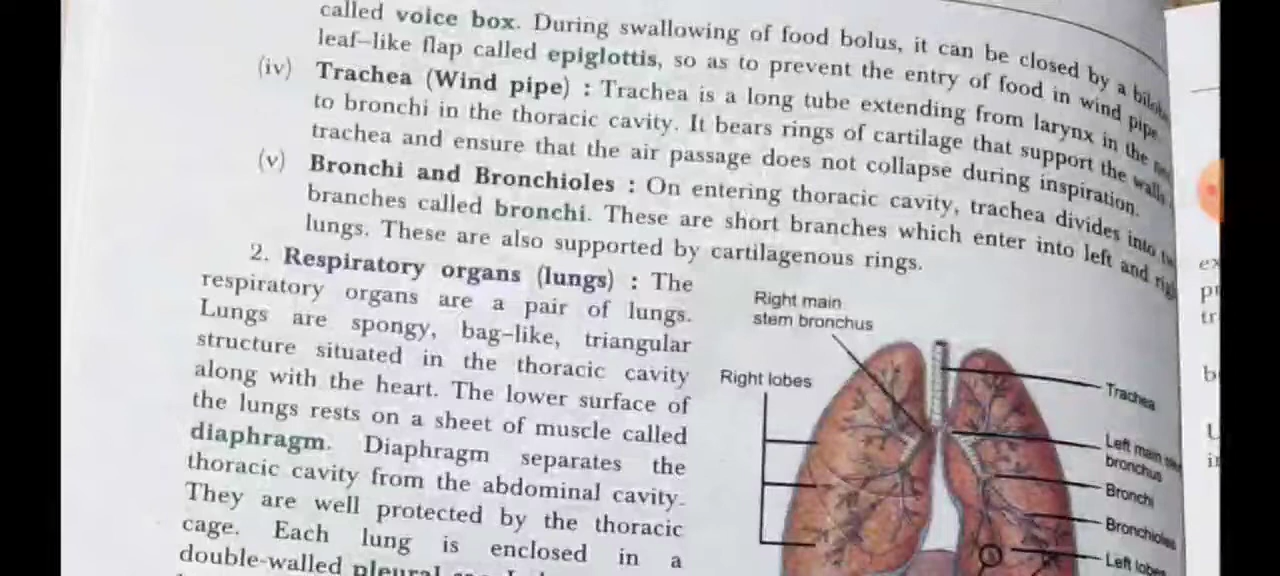 called voice box. During swallowing of food bolus, it can be closed by a
leaf-like flap called epiglottis, so as to prevent the entry of food in wind pipe.
(iv) Trachea (Wind pipe) : Trachea is a long tube extending from larynx in the
to bronchi in the thoracic cavity. It bears rings of cartilage that support the walls
trachea and ensure that the air passage does not collapse during inspiration.
(v) Bronchi and Bronchioles : On entering thoracic cavity, trachea divides into
branches called bronchi. These are short branches which enter into left and
lungs. These are also supported by cartilagenous rings.
2. Respiratory organs (lungs) : The
respiratory organs are a pair of lungs.
Lungs are spongy, bag-like, triangular
structure situated in the thoracic cavity
along with the heart. The lower surface of
the lungs rests on a sheet of muscle called
diaphragm. Diaphragm separates the
thoracic cavity from the abdominal cavity.
They are well protected by the thoracic
cage. Each lung is enclosed in a
double-walled pleural
Right main
stem bronchus
Right lobes
Trachea
Left main
bronchus
Bronchi
Bronchioles
Left lobes